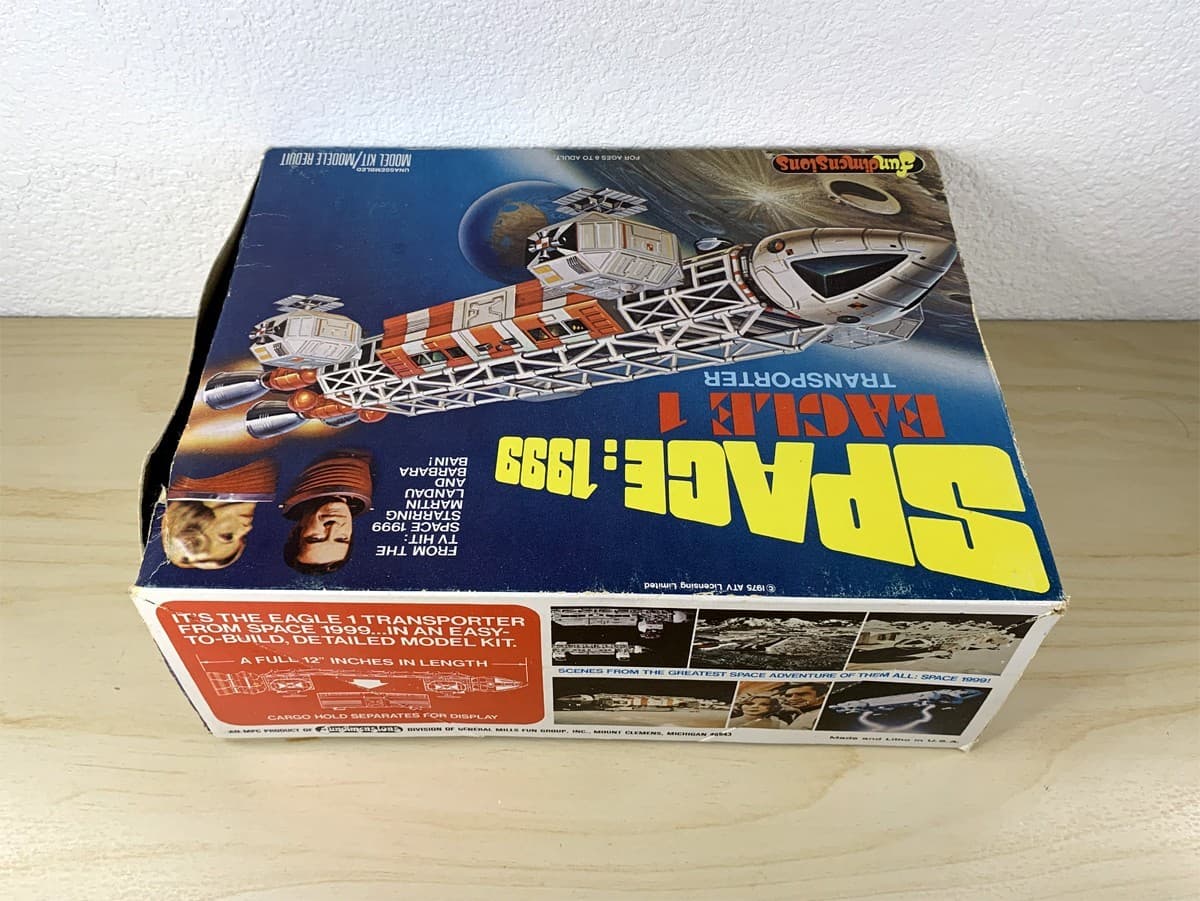 SPACE: 1999
EAGLE 1
TRANSPORTER
© 1975 ATV Licensing Limited
FROM THE
TV HIT:
SPACE 1999
STARRING
MARTIN
LANDAU
AND
BARBARA
BAIN!
Fundimensions
FOR AGES 8 TO ADULT
UNASSEMBLED
MODEL KIT/MODELE REDUIT
IT'S THE EAGLE 1 TRANSPORTER
FROM SPACE 1999...IN AN EASY-
TO-BUILD, DETAILED MODEL KIT.
A FULL 12" INCHES IN LENGTH
CARGO HOLD SEPARATES FOR DISPLAY
AN MPC PRODUCT OF Fundimensions DIVISION OF GENERAL MILLS FUN GROUP, INC., MOUNT CLEMENS, MICHIGAN
SCENES FROM THE GREATEST SPACE ADVENTURE OF THEM ALL: SPACE 1999!
Made and Litho in U.S.A.